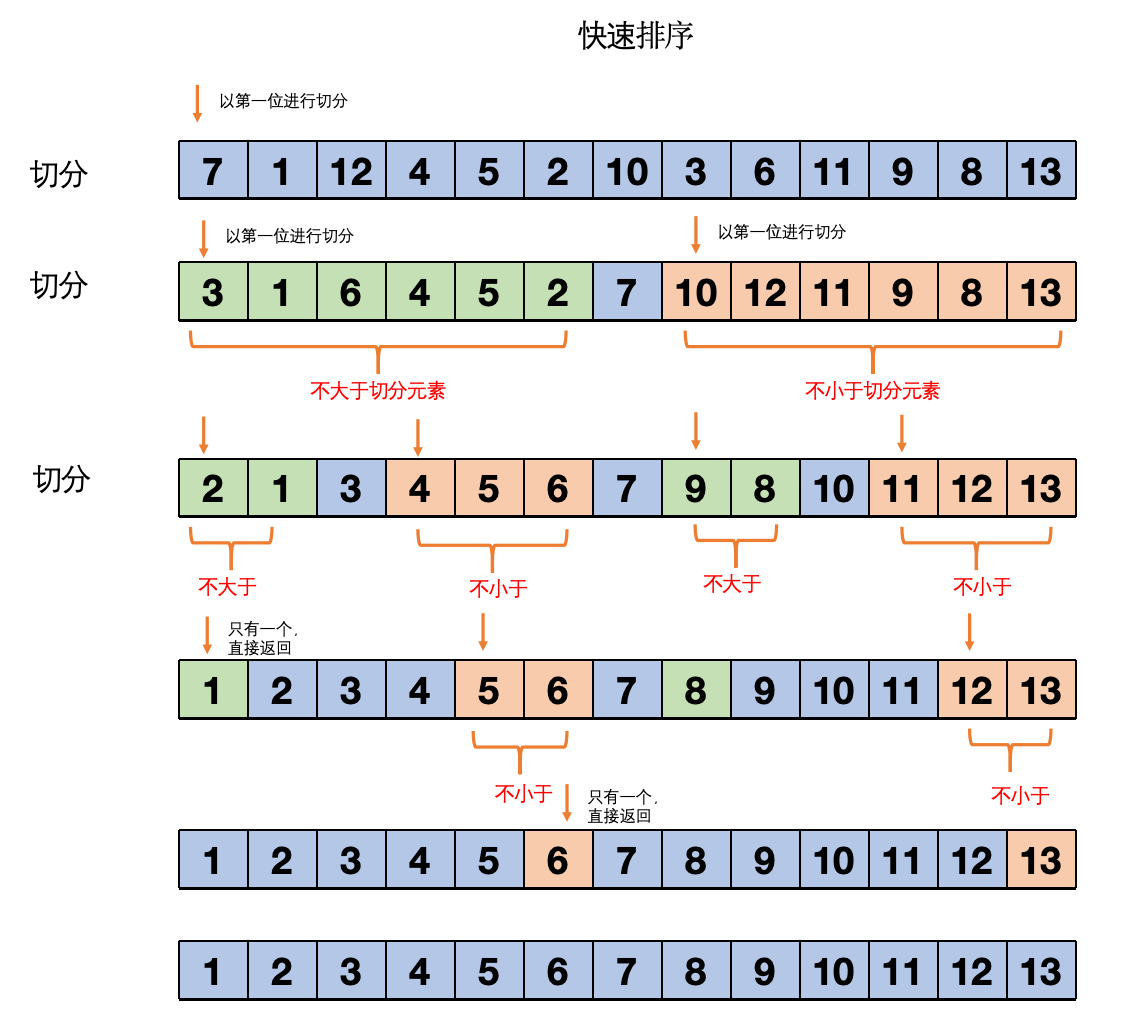 快速排序
以第一位进行切分
切分
7 1 12 4 5 2 10 3 6 11 9 8 13
以第一位进行切分 以第一位进行切分
切分
3 1 6 4 5 2 7 10 12 11 9 8 13
不大于切分元素 不小于切分元素
切分
2 1 3 4 5 6 7 9 8 10 11 12 13
不大于 不小于 不大于 不小于
只有一个，
直接返回
1 2 3 4 5 6 7 8 9 10 11 12 13
不小于 不小于
只有一个，
直接返回
1 2 3 4 5 6 7 8 9 10 11 12 13
1 2 3 4 5 6 7 8 9 10 11 12 13